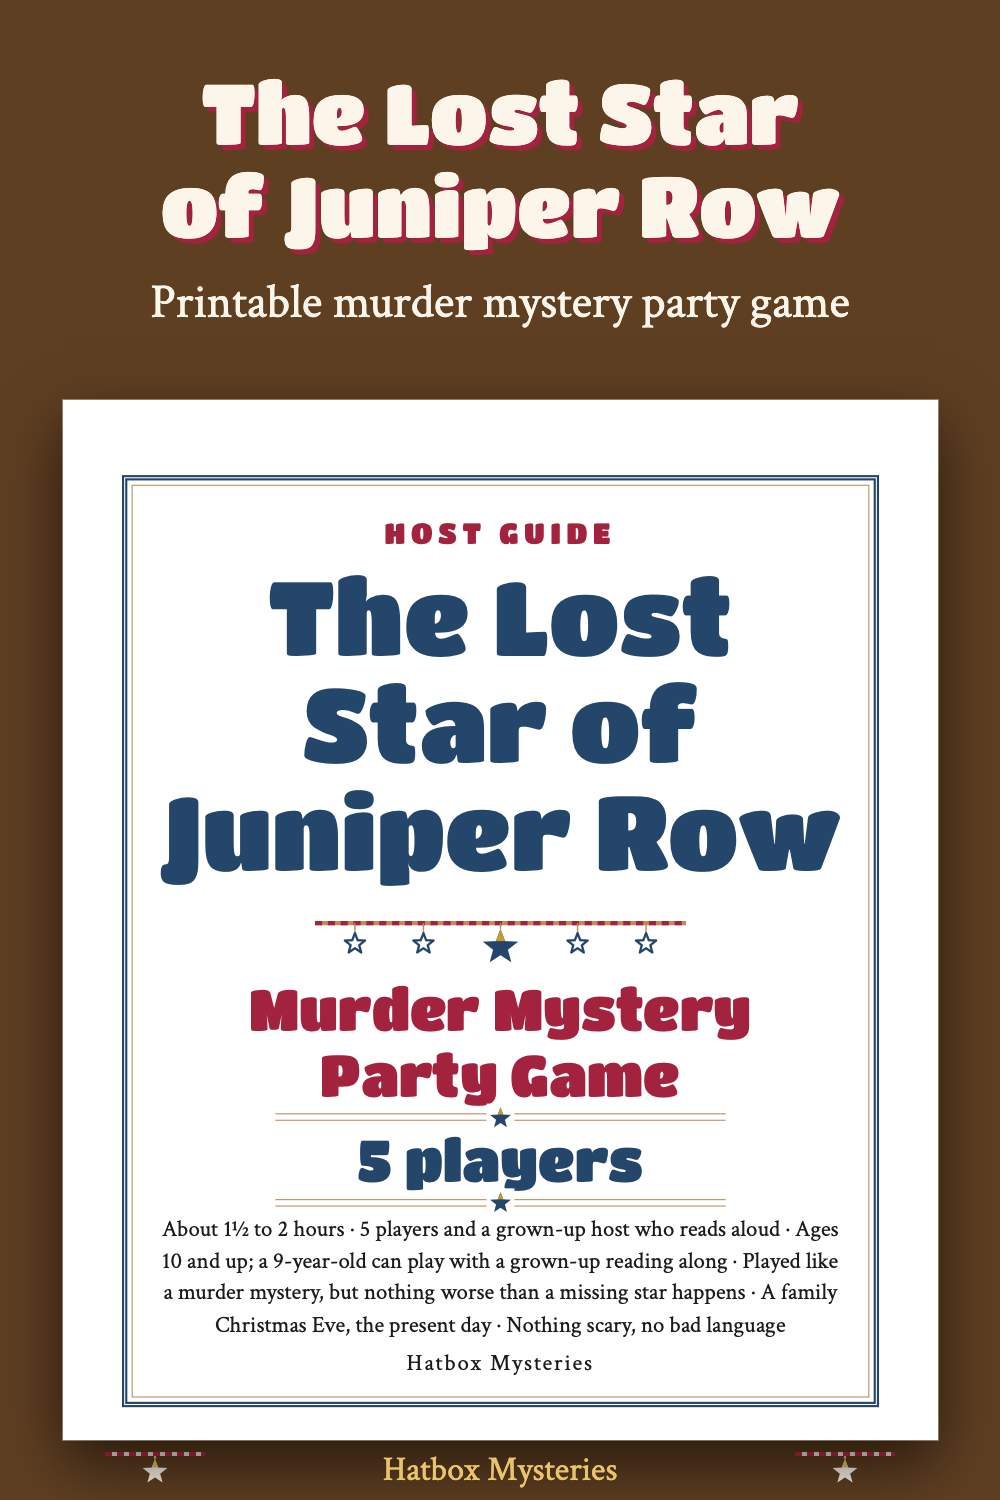 The Lost Star
of Juniper Row
Printable murder mystery party game
HOST GUIDE
The Lost
Star of
Juniper Row
Murder Mystery
Party Game
5 players
About 1½ to 2 hours · 5 players and a grown-up host who reads aloud · Ages
10 and up; a 9-year-old can play with a grown-up reading along · Played like
a murder mystery, but nothing worse than a missing star happens · A family
Christmas Eve, the present day · Nothing scary, no bad language
Hatbox Mysteries
Hatbox Mysteries